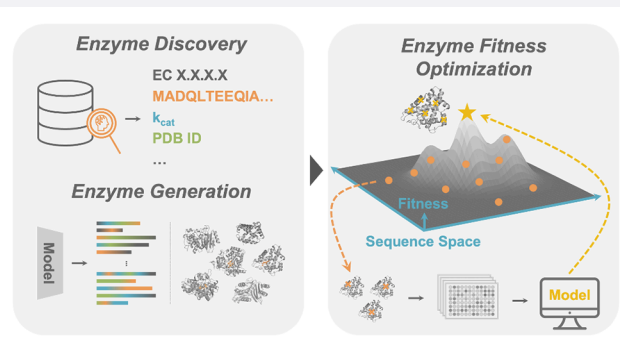 Enzyme Discovery
EC X.X.X.X
MADQLTEEQIA...
kcat
PDB ID
...
Enzyme Generation
Model
Enzyme Fitness
Optimization
Fitness
Sequence Space
Model